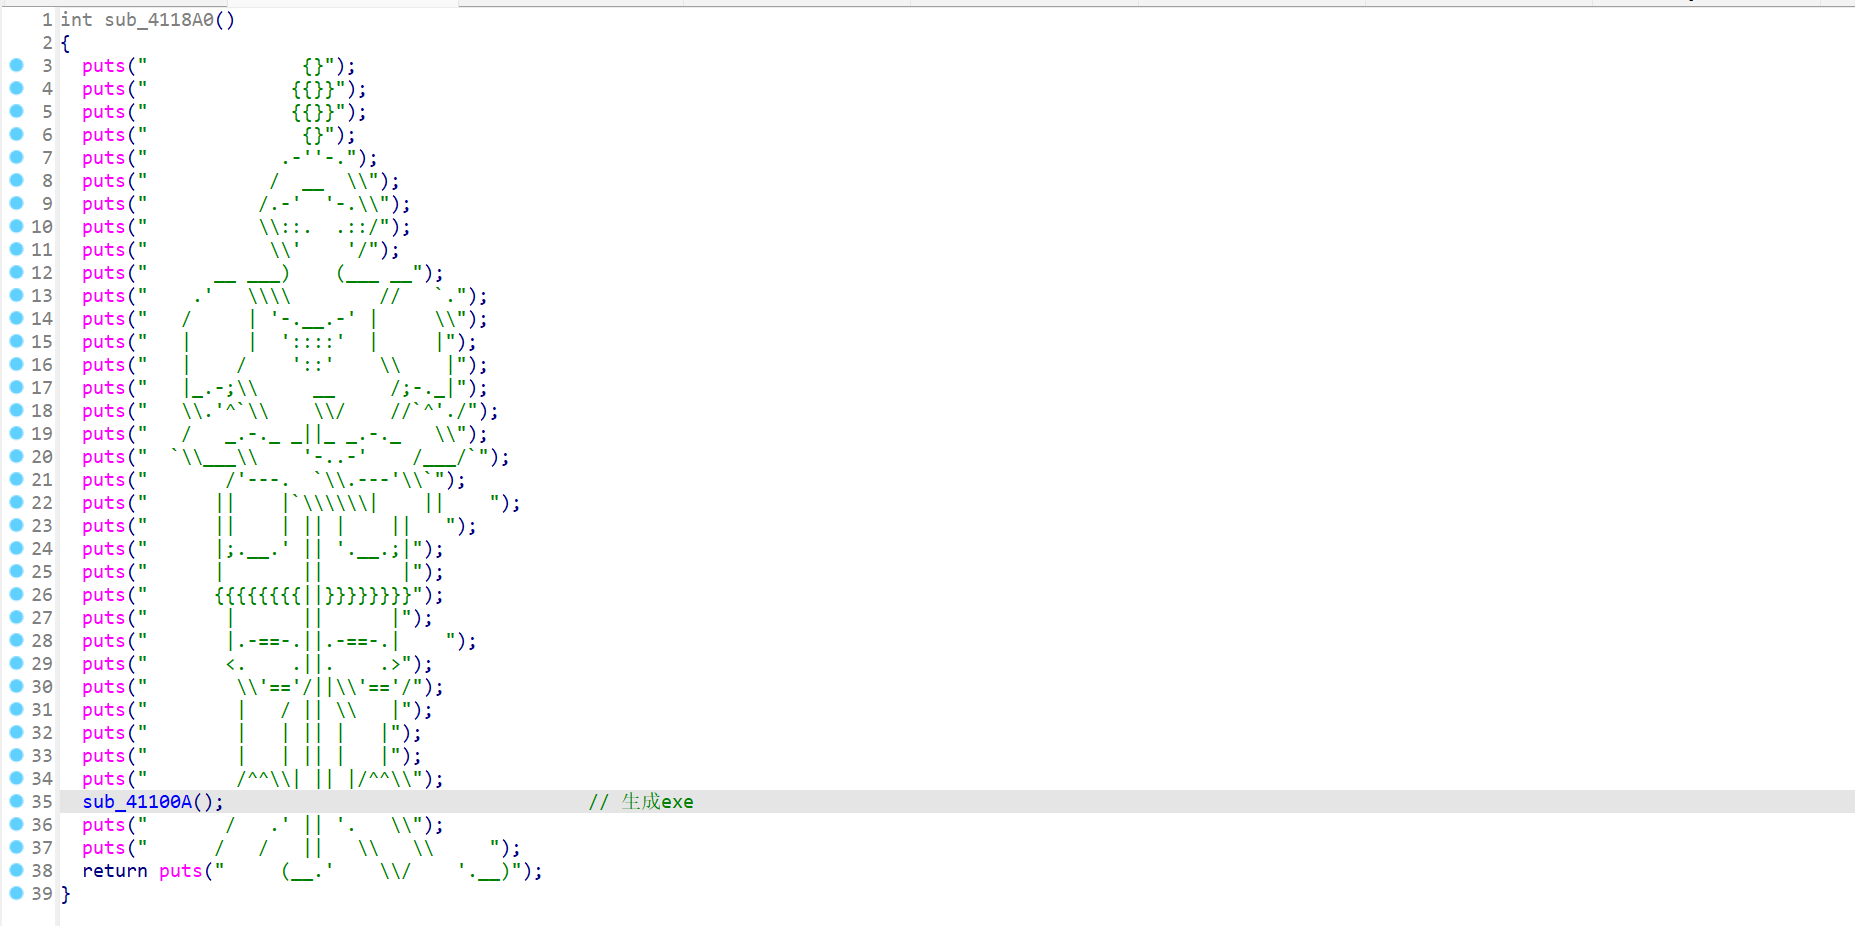 1 int sub_4118A0()
2 {
3   puts("              {}");
4   puts("             {{}}");
5   puts("             {{}}");
6   puts("              {}");
7   puts("            .-''-.");
8   puts("           /  __  \\");
9   puts("          /.-'  '-.\\");
10   puts("          \\::.  .::/");
11   puts("           \\'    '/");
12   puts("      __ ___)    (___ __");
13   puts("    .'   \\\\        //   `.");
14   puts("   /     | '-.__.-' |     \\");
15   puts("   |     |  '::::'  |     |");
16   puts("   |    /    '::'    \\    |");
17   puts("   |_.-;\\     __     /;-._|");
18   puts("   \\.'^`\\    \\/    //`^'./");
19   puts("   /   _.-._ _||_ _.-._   \\");
20   puts("  `\\___\\    '-..-'    /___/`");
21   puts("       /'---.  `\\.---'\\`");
22   puts("      ||    |`\\\\\\|    ||    ");
23   puts("      ||    | || |    ||   ");
24   puts("      |;.__.' || '.__.;|");
25   puts("      |       ||       |");
26   puts("      {{{{{{{{||}}}}}}}}");
27   puts("       |      ||      |");
28   puts("       |.-==-.||.-==-.|    ");
29   puts("       <.    .||.    .>");
30   puts("        \\'=='/||\\'=='/");
31   puts("        |   / || \\   |");
32   puts("        |   | || |   |");
33   puts("        |   | || |   |");
34   puts("        /^^\\| || |/^^\\");
35   sub_41100A();                                 // 生成exe
36   puts("       /   .' || '.   \\");
37   puts("      /   /   ||   \\   \\     ");
38   return puts("     (__.'    \\/    '.__)");
39 }